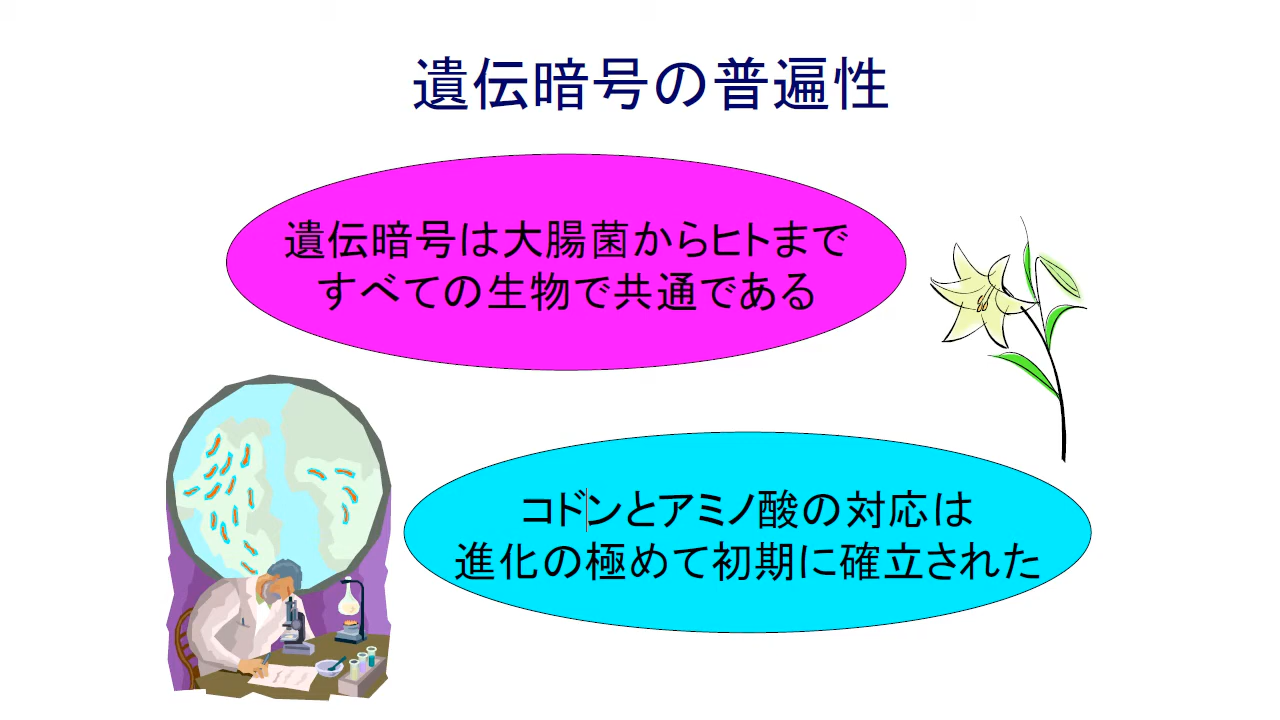 遺伝暗号の普遍性
遺伝暗号は大腸菌からヒトまで
すべての生物で共通である
コドンとアミノ酸の対応は
進化の極めて初期に確立された